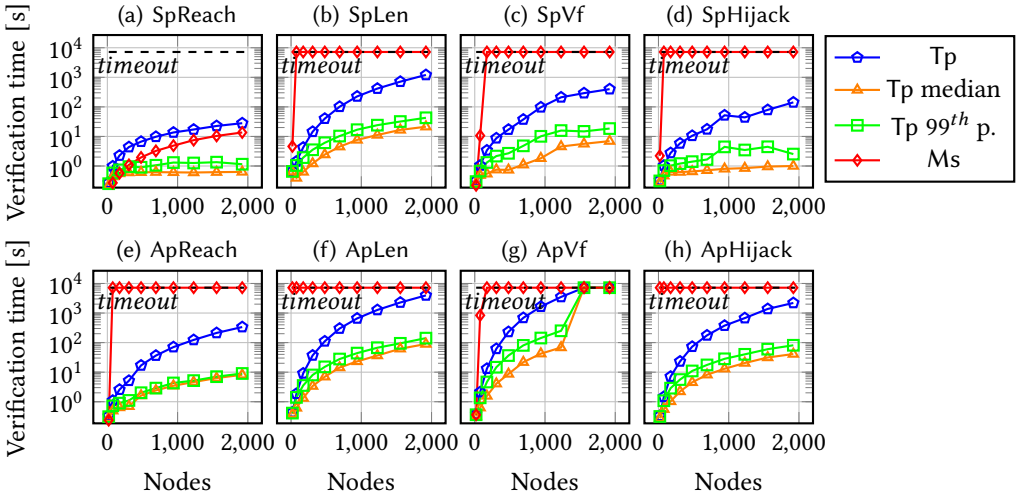 (a) SpReach (b) SpLen (c) SpVf (d) SpHijack
Verification time [s]
10^4
10^3
10^2
10^1
10^0
timeout timeout timeout timeout
0 1,000 2,000 0 1,000 2,000 0 1,000 2,000 0 1,000 2,000
Tp
Tp median
Tp 99^th p.
Ms
(e) ApReach (f) ApLen (g) ApVf (h) ApHijack
Verification time [s]
10^4
10^3
10^2
10^1
10^0
timeout timeout timeout timeout
0 1,000 2,000 0 1,000 2,000 0 1,000 2,000 0 1,000 2,000
Nodes Nodes Nodes Nodes